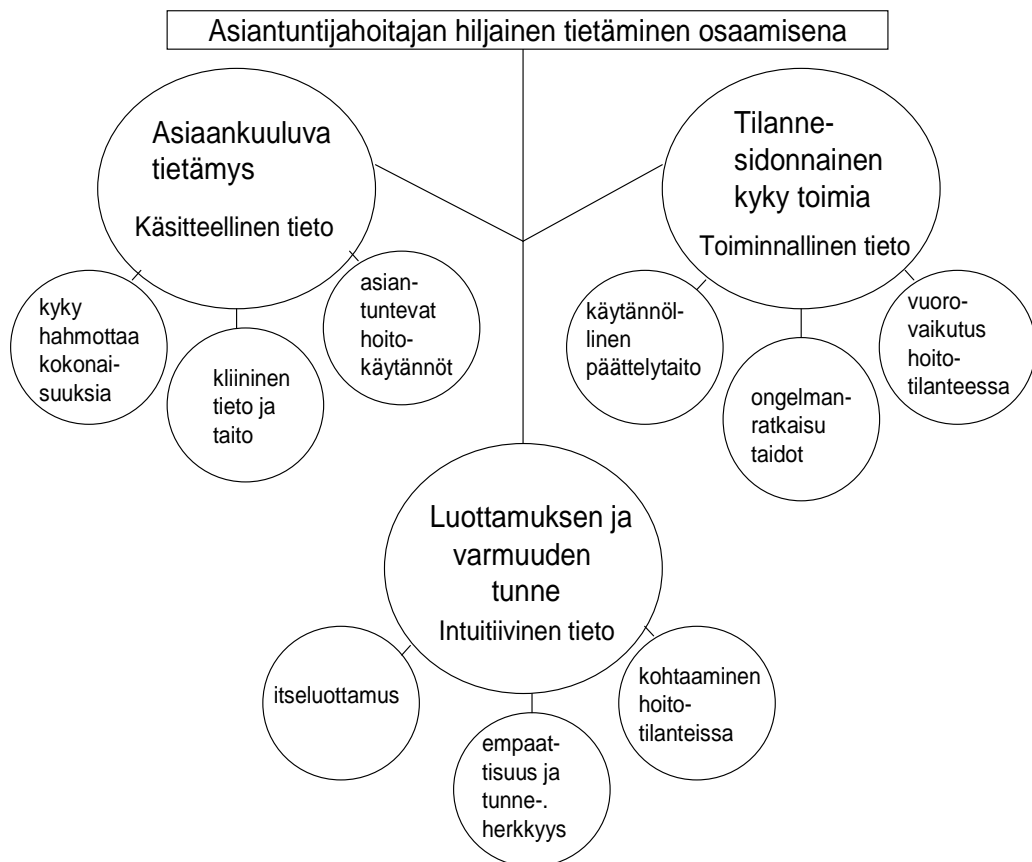 Asiantuntijahoitajan hiljainen tietäminen osaamisena
Asiaankuuluva
tietämys
Käsitteellinen tieto
kyky
hahmottaa
kokonai-
suuksia
kliininen
tieto ja
taito
asian-
tuntevat
hoito-
käytännöt
Tilanne-
sidonnainen
kyky toimia
Toiminnallinen tieto
käytännöl-
linen
päättelytaito
ongelman-
ratkaisu
taidot
vuoro-
vaikutus
hoito-
tilanteessa
Luottamuksen ja
varmuuden
tunne
Intuitiivinen tieto
itseluottamus
empaat-
tisuus ja
tunne-.
herkkyys
kohtaaminen
hoito-
tilanteissa